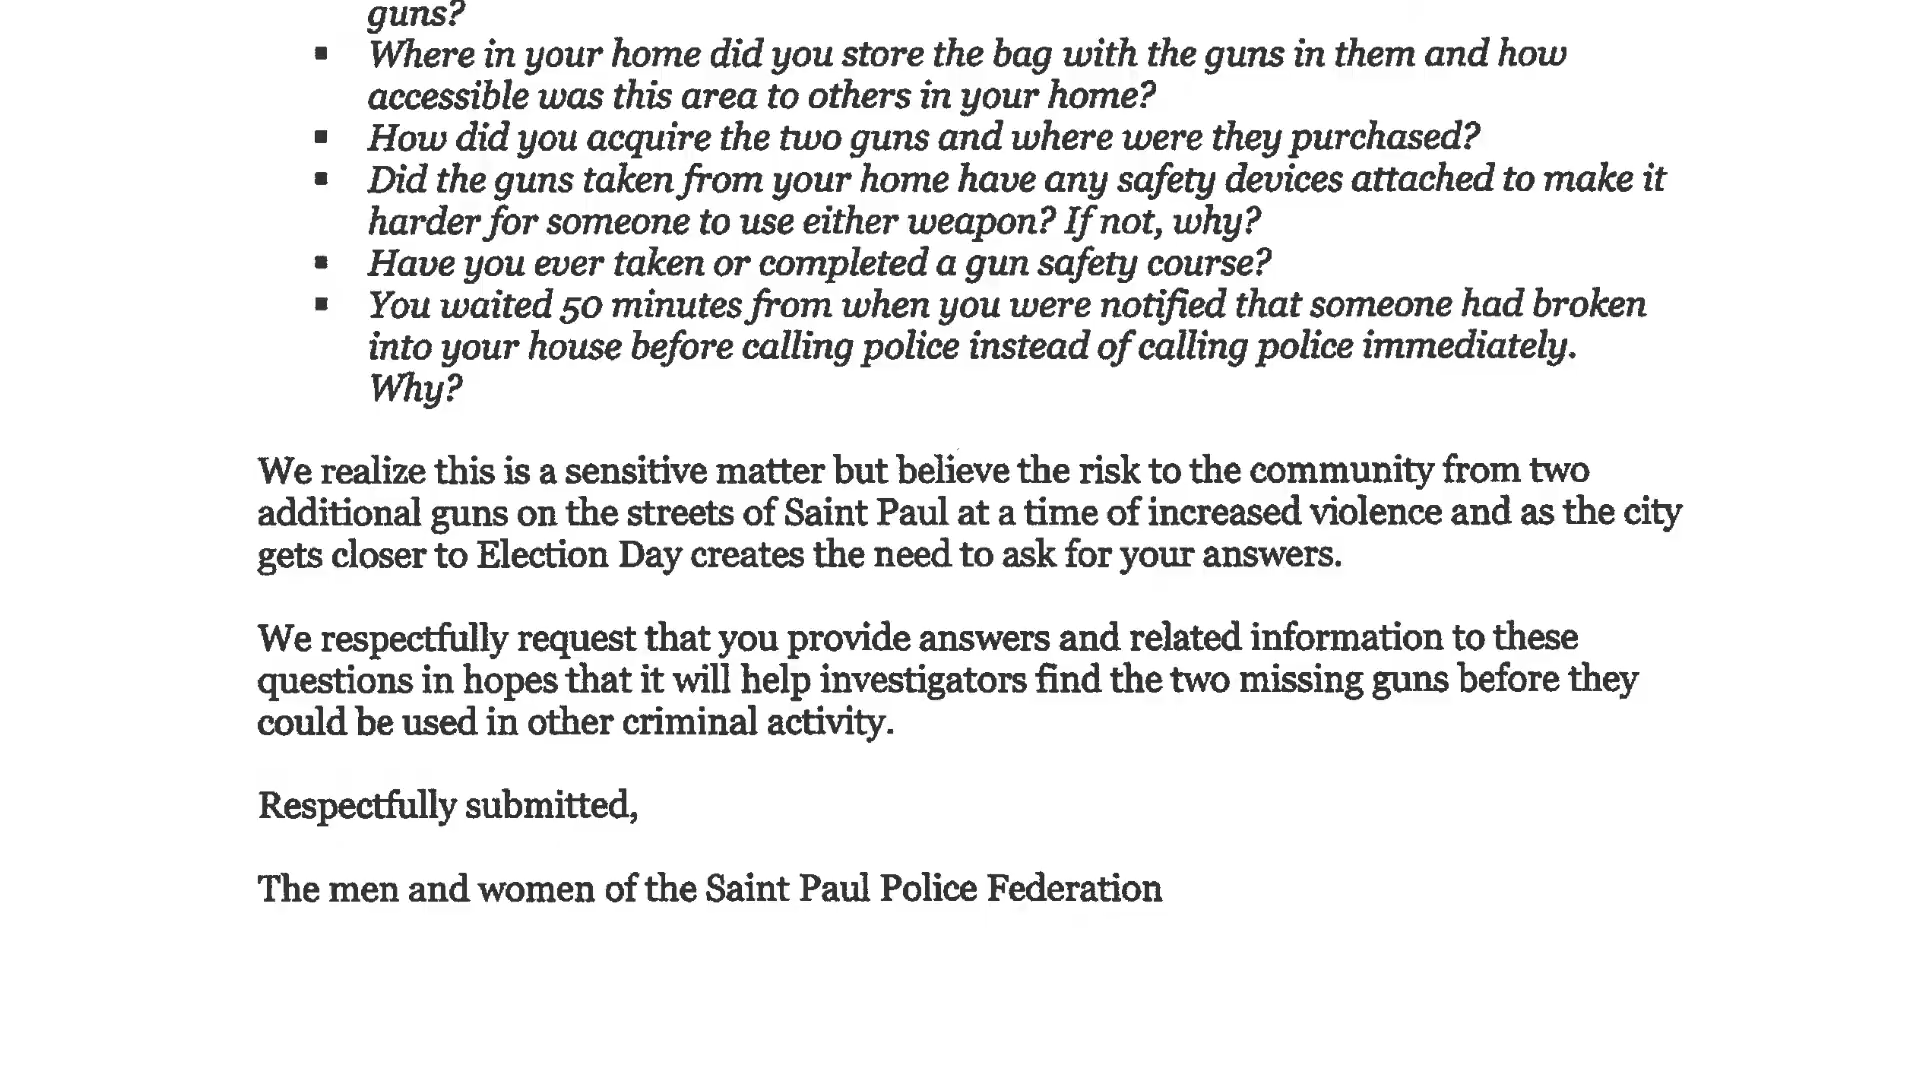 guns?
▪ Where in your home did you store the bag with the guns in them and how
accessible was this area to others in your home?
▪ How did you acquire the two guns and where were they purchased?
▪ Did the guns taken from your home have any safety devices attached to make it
harder for someone to use either weapon? If not, why?
▪ Have you ever taken or completed a gun safety course?
▪ You waited 50 minutes from when you were notified that someone had broken
into your house before calling police instead of calling police immediately.
Why?
We realize this is a sensitive matter but believe the risk to the community from two
additional guns on the streets of Saint Paul at a time of increased violence and as the city
gets closer to Election Day creates the need to ask for your answers.
We respectfully request that you provide answers and related information to these
questions in hopes that it will help investigators find the two missing guns before they
could be used in other criminal activity.
Respectfully submitted,
The men and women of the Saint Paul Police Federation